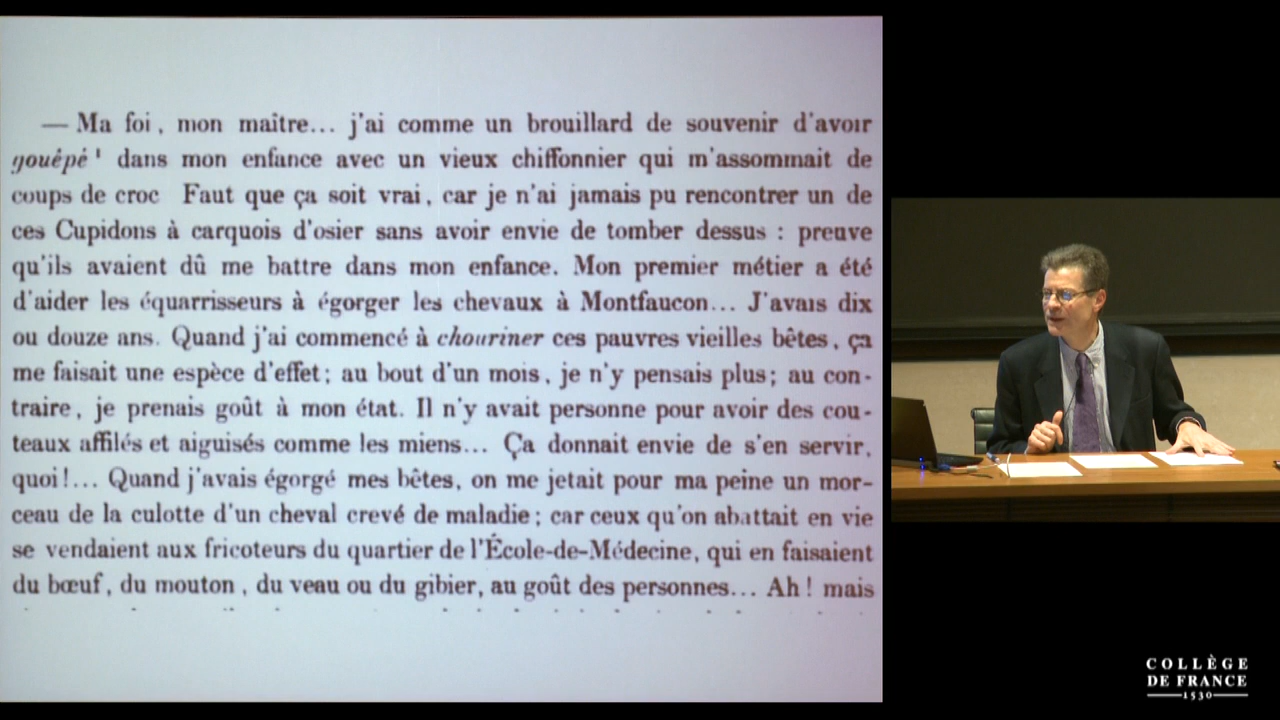 — Ma foi, mon maître... j'ai comme un brouillard de souvenir d'avoir
gouêpé ¹ dans mon enfance avec un vieux chiffonnier qui m'assommait de
coups de croc Faut que ça soit vrai, car je n'ai jamais pu rencontrer un de
ces Cupidons à carquois d'osier sans avoir envie de tomber dessus : preuve
qu'ils avaient dû me battre dans mon enfance. Mon premier métier a été
d'aider les équarrisseurs à égorger les chevaux à Montfaucon... J'avais dix
ou douze ans. Quand j'ai commencé à chouriner ces pauvres vieilles bêtes, ça
me faisait une espèce d'effet; au bout d'un mois, je n'y pensais plus; au con-
traire, je prenais goût à mon état. Il n'y avait personne pour avoir des cou-
teaux affilés et aiguisés comme les miens... Ça donnait envie de s'en servir,
quoi!... Quand j'avais égorgé mes bêtes, on me jetait pour ma peine un mor-
ceau de la culotte d'un cheval crevé de maladie; car ceux qu'on abattait en vie
se vendaient aux fricoteurs du quartier de l'École-de-Médecine, qui en faisaient
du bœuf, du mouton, du veau ou du gibier, au goût des personnes... Ah! mais
COLLÈGE
DE FRANCE
1530